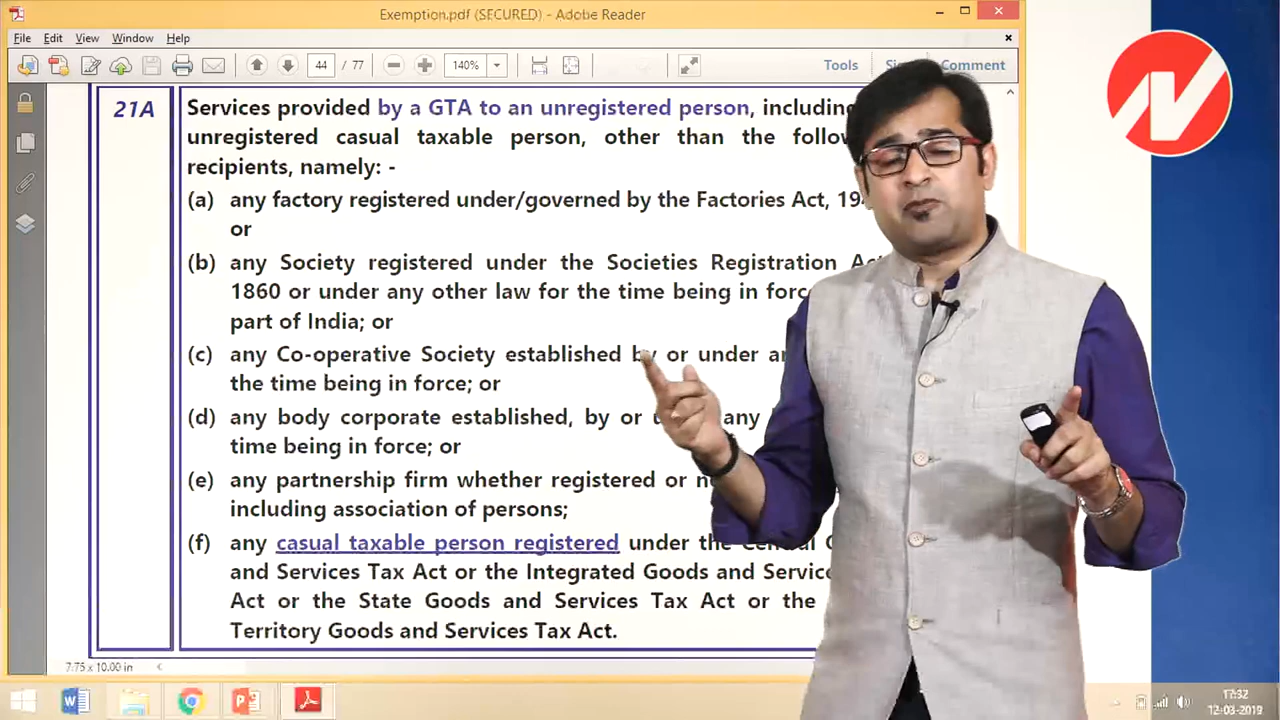 Exemption.pdf (SECURED) - Adobe Reader
File Edit View Window Help
44 / 77 140% Tools Comment
21A
Services provided by a GTA to an unregistered person, including
unregistered casual taxable person, other than the
recipients, namely: -
(a) any factory registered under/governed by the Factories Act,
or
(b) any Society registered under the Societies Registration
1860 or under any other law for the time being in
part of India; or
(c) any Co-operative Society established by or under
the time being in force; or
(d) any body corporate established, by or any
time being in force; or
(e) any partnership firm whether registered or
including association of persons;
(f) any casual taxable person registered under the Central
and Services Tax Act or the Integrated Goods and
Act or the State Goods and Services Tax Act or the
Territory Goods and Services Tax Act.
7.75 x 10.00 in
17:32
12-03-2019
N